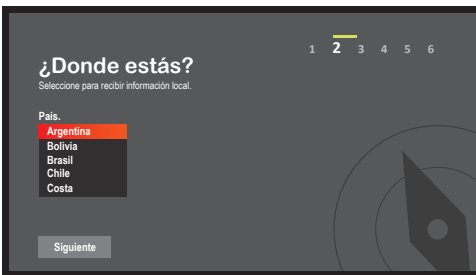 1 2 3 4 5 6
¿Donde estás?
Seleccione para recibir información local.
País.
Argentina
Bolivia
Brasil
Chile
Costa
Siguiente